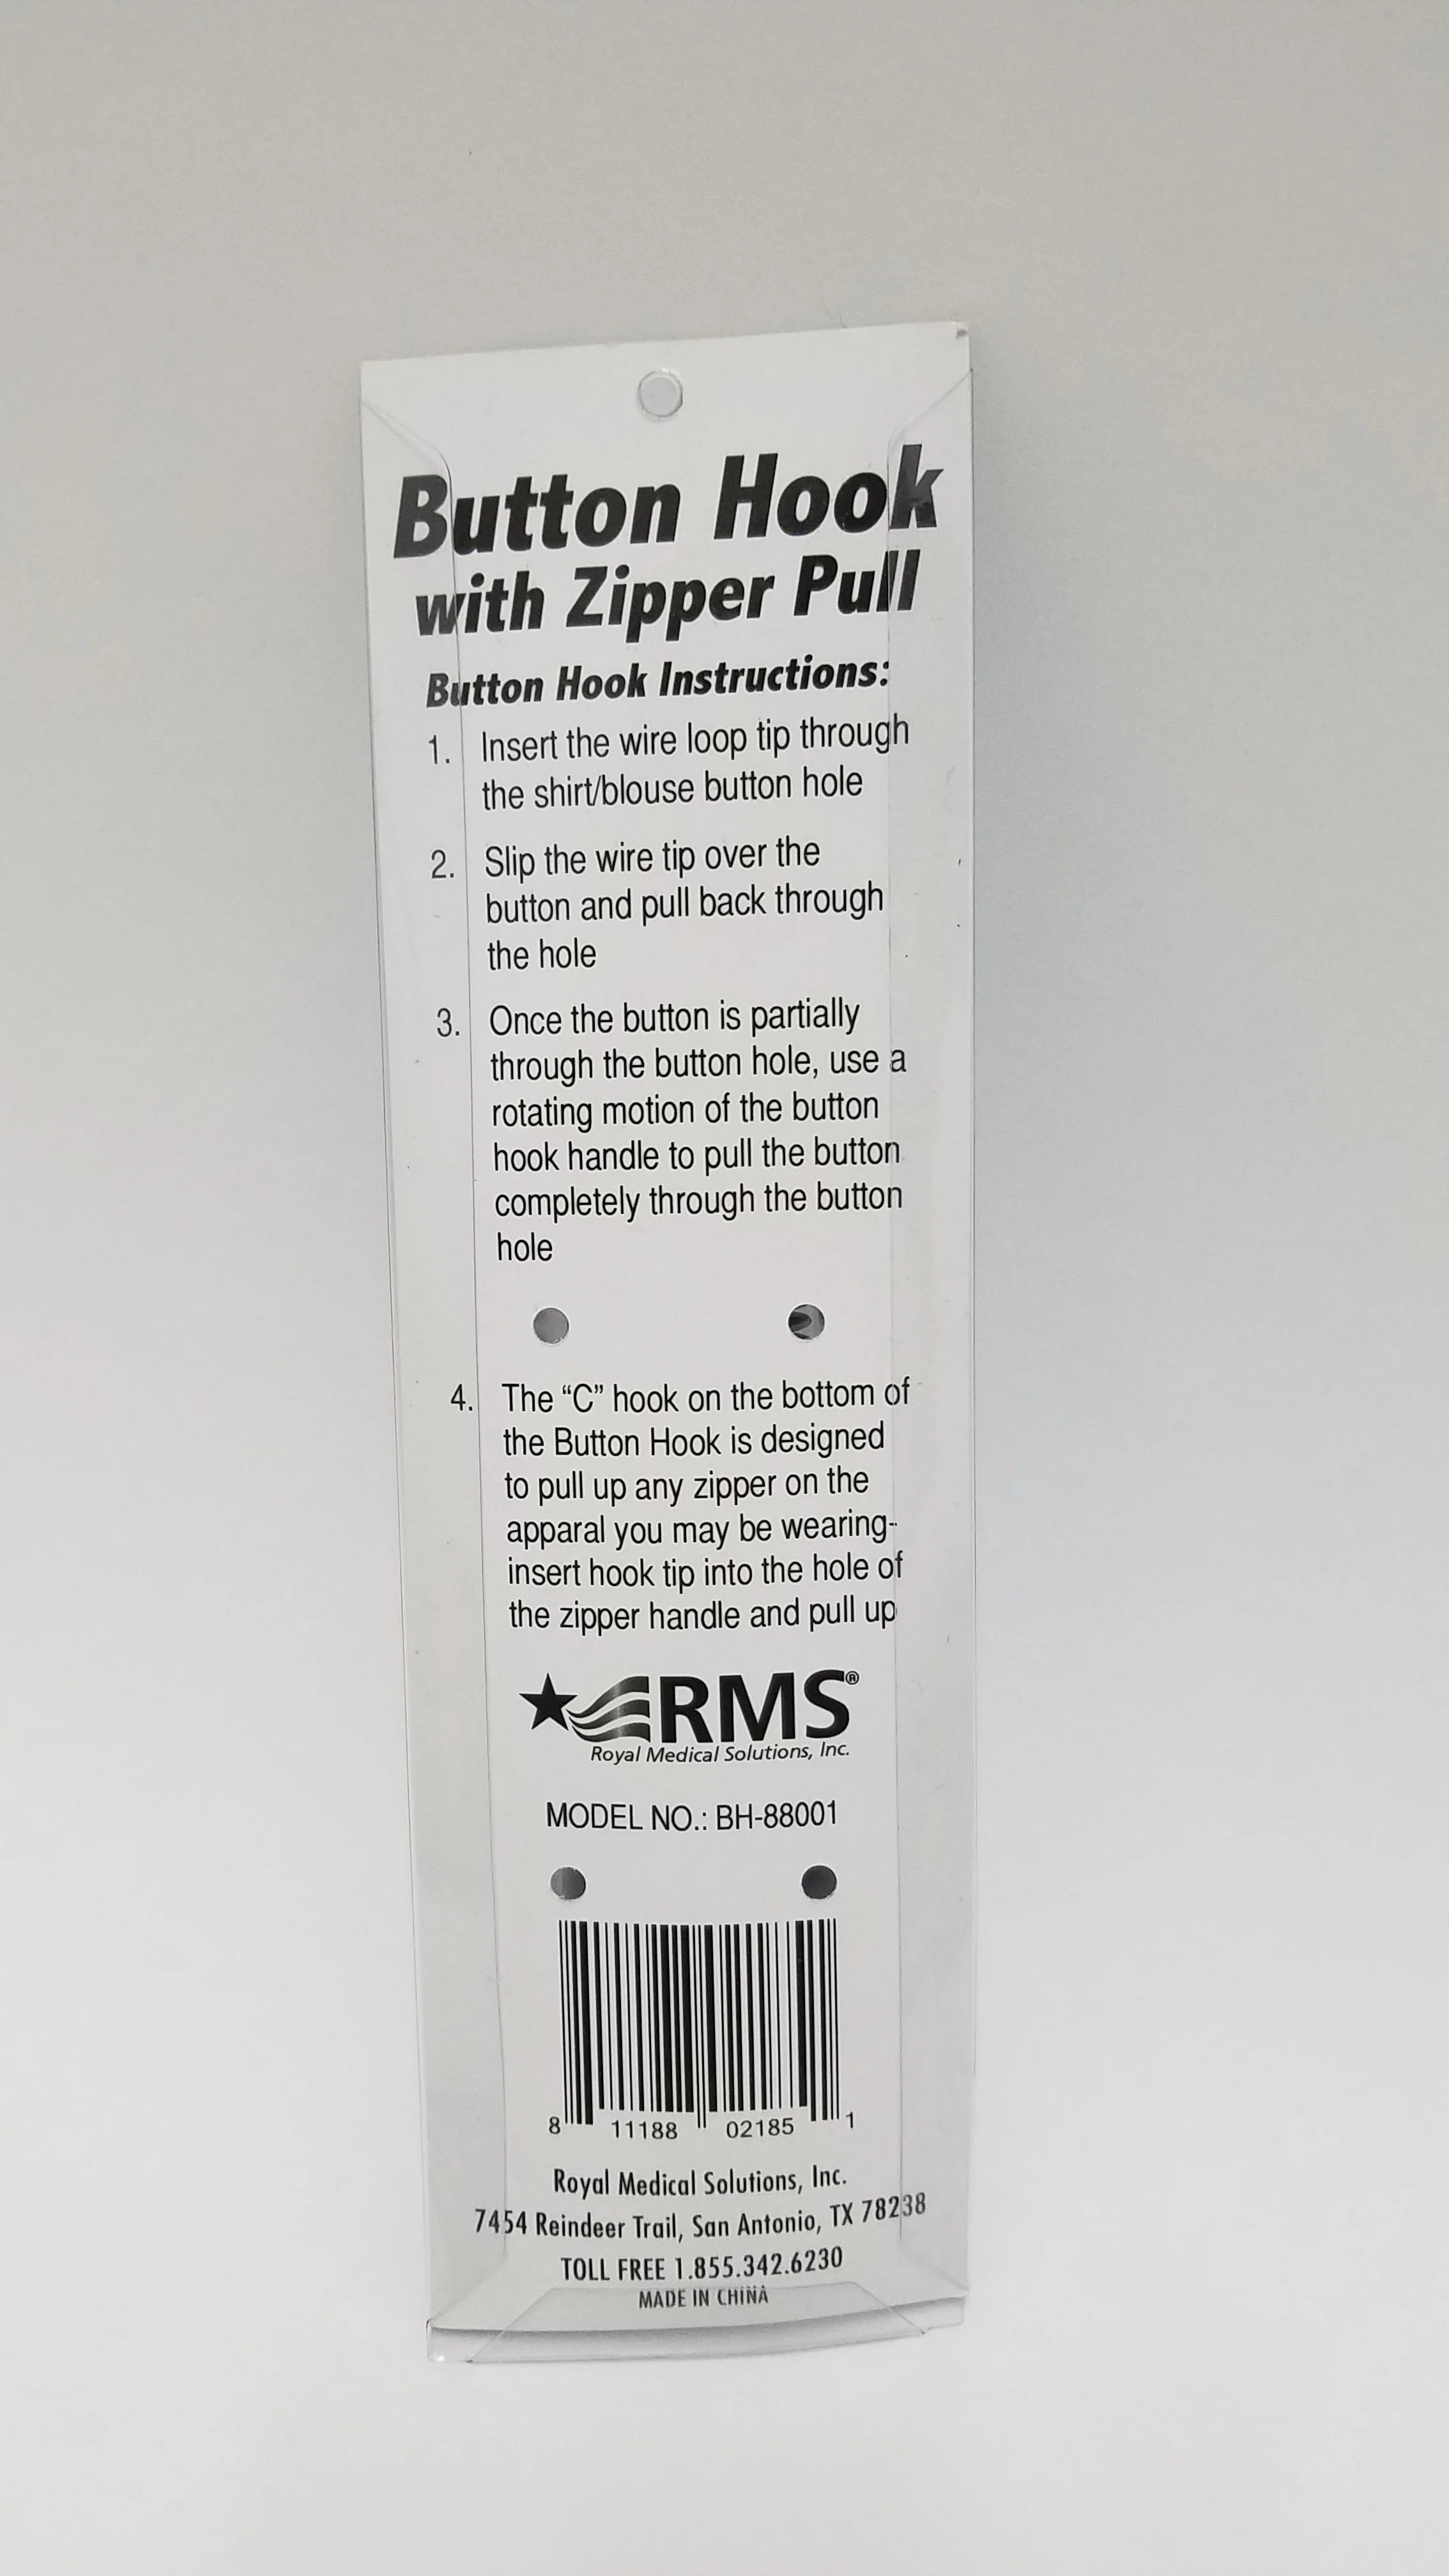 Button Hook
with Zipper Pull
Button Hook Instructions:
1. Insert the wire loop tip through
the shirt/blouse button hole
2. Slip the wire tip over the
button and pull back through
the hole
3. Once the button is partially
through the button hole, use a
rotating motion of the button
hook handle to pull the button
completely through the button
hole
4. The “C” hook on the bottom of
the Button Hook is designed
to pull up any zipper on the
apparal you may be wearing-
insert hook tip into the hole of
the zipper handle and pull up
RMS®
Royal Medical Solutions, Inc.
MODEL NO.: BH-88001
8 11188 02185 1
Royal Medical Solutions, Inc.
7454 Reindeer Trail, San Antonio, TX 78238
TOLL FREE 1.855.342.6230
MADE IN CHINA